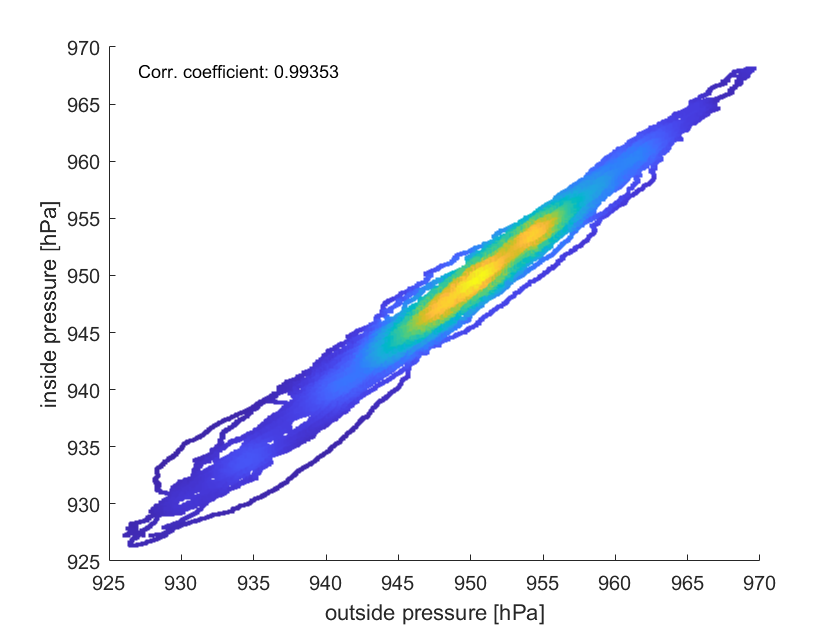 970
Corr. coefficient: 0.99353
965
960
955
950
945
940
935
930
925
inside pressure [hPa]
925 930 935 940 945 950 955 960 965 970
outside pressure [hPa]